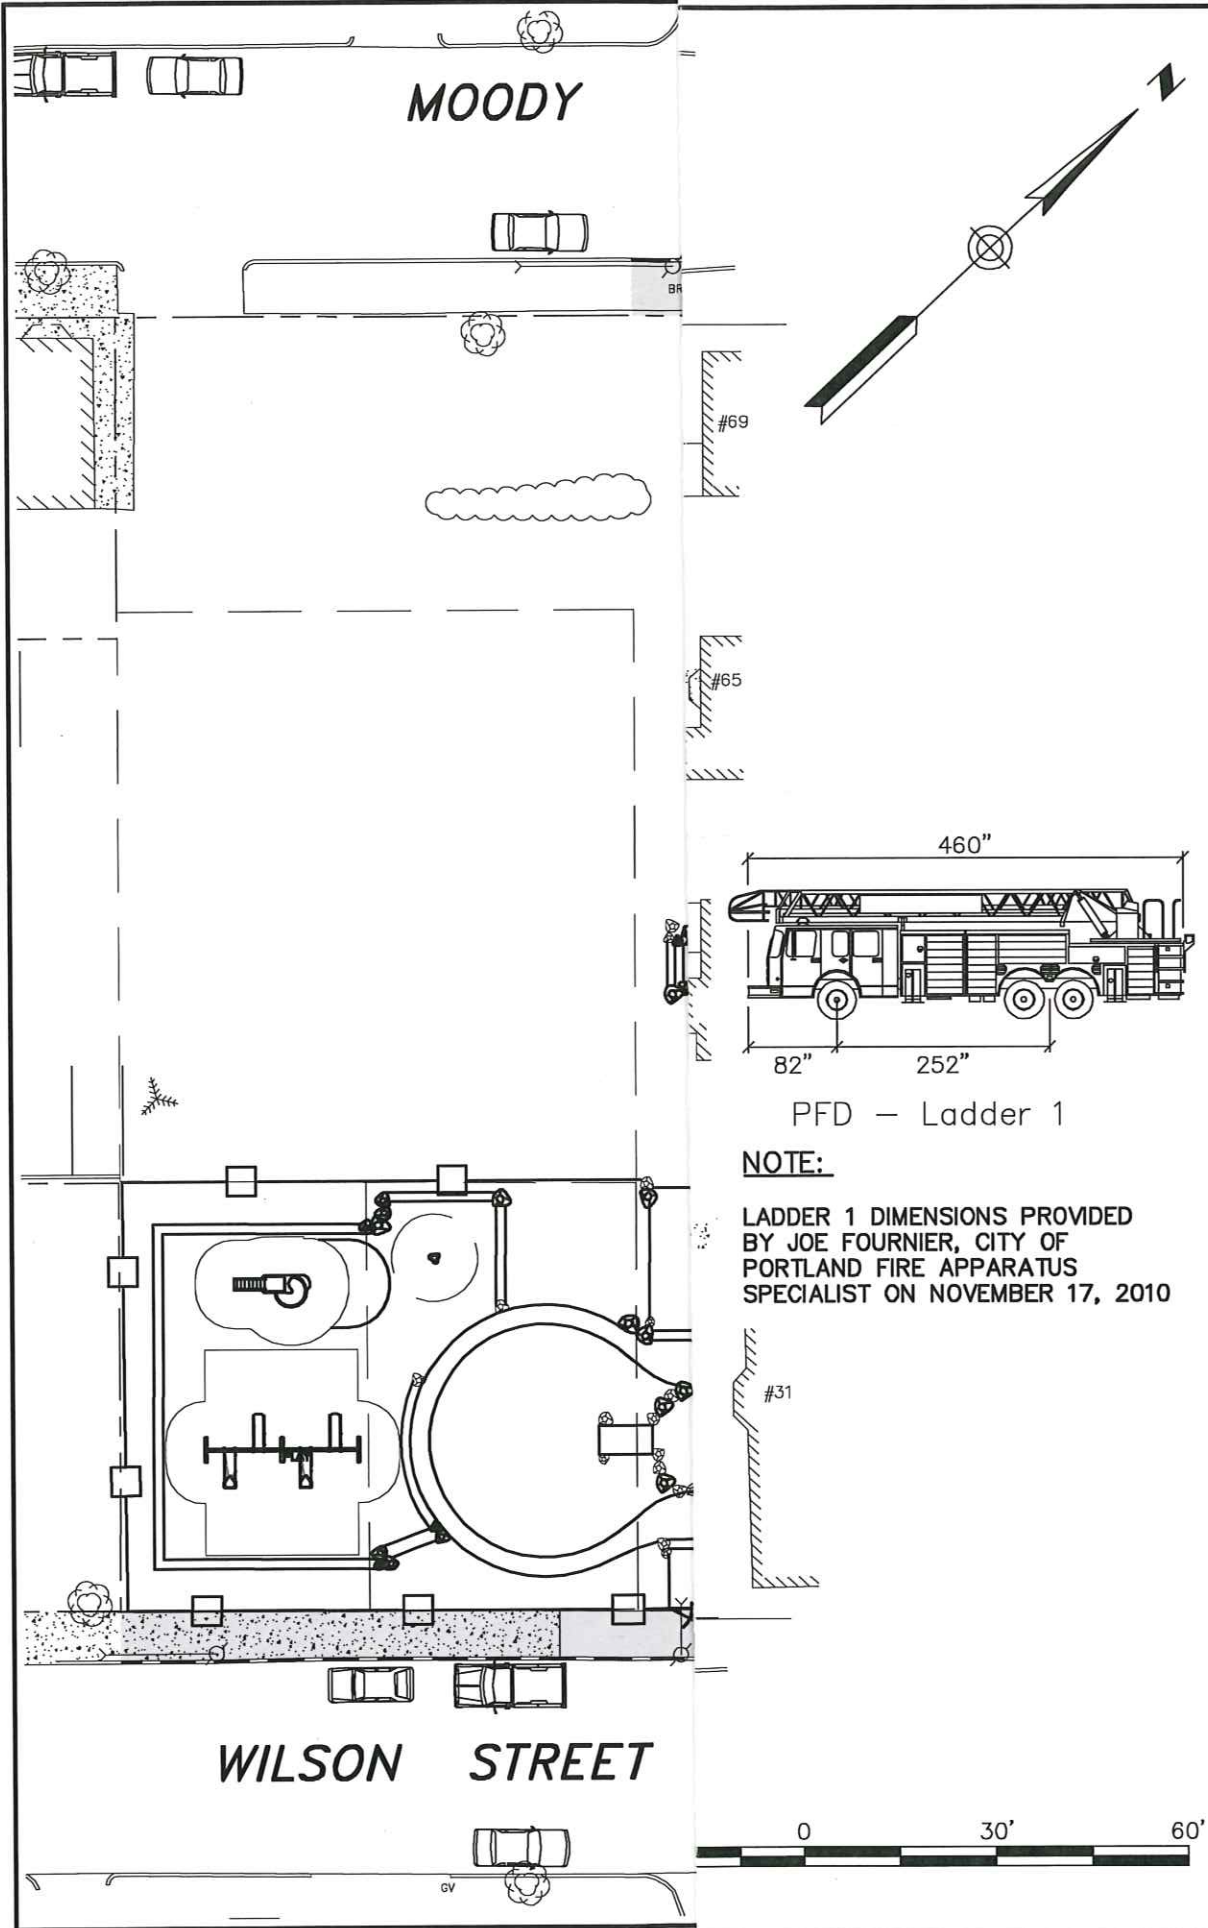 MOODY
N
BR
#69
#65
460”
82” 252”
PFD – Ladder 1
NOTE:
LADDER 1 DIMENSIONS PROVIDED
BY JOE FOURNIER, CITY OF
PORTLAND FIRE APPARATUS
SPECIALIST ON NOVEMBER 17, 2010
#31
WILSON STREET
0 30' 60'
GV